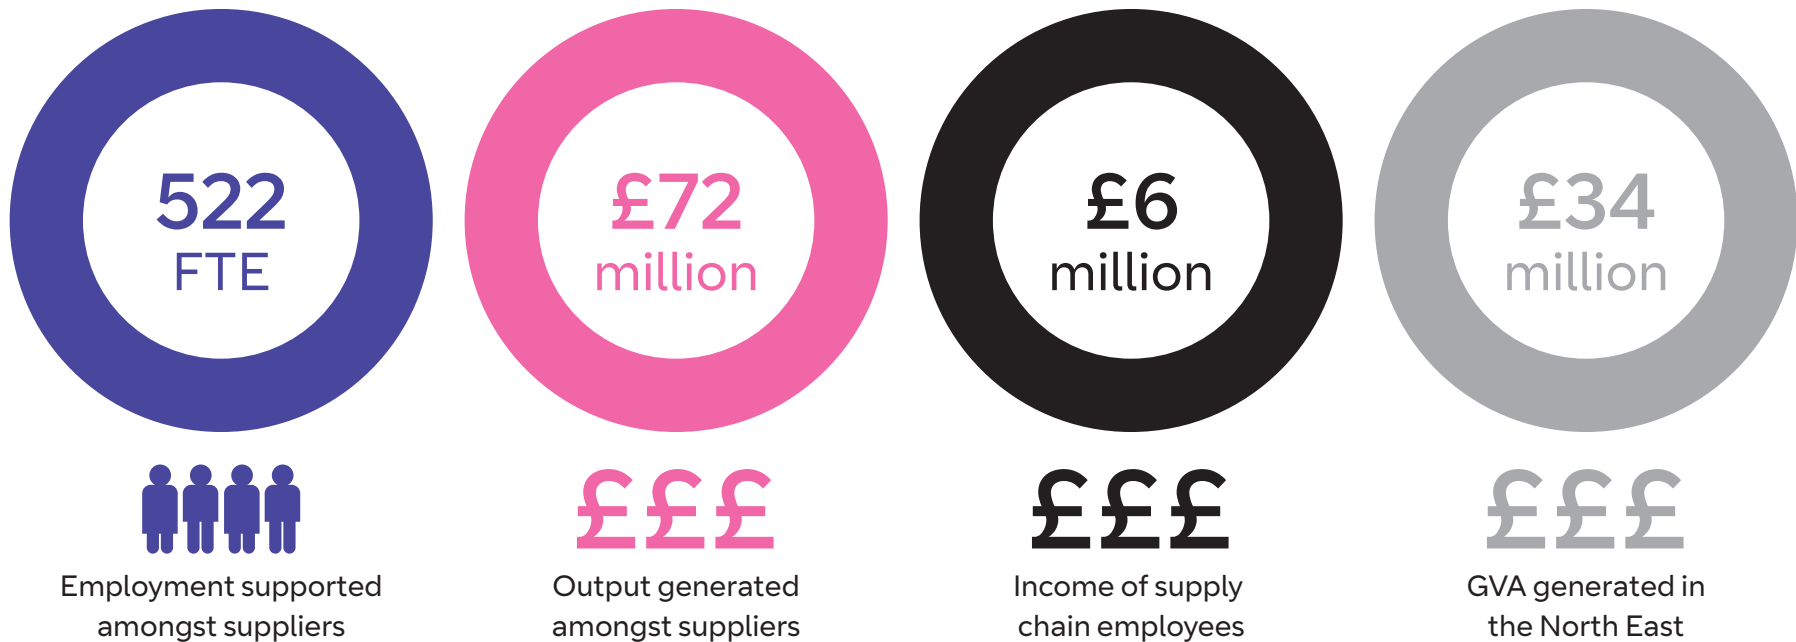 522
FTE
£££
Employment supported
amongst suppliers
£72
million
£££
Output generated
amongst suppliers
£6
million
£££
Income of supply
chain employees
£34
million
£££
GVA generated in
the North East